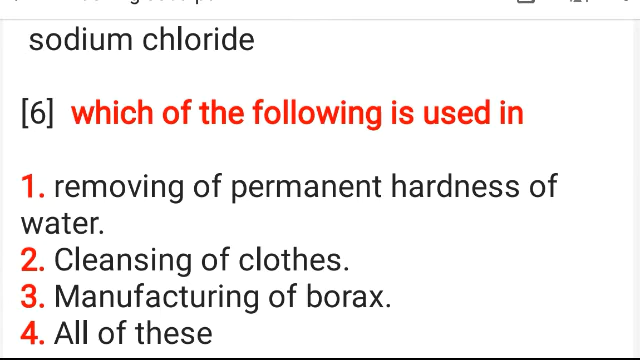 sodium chloride
[6] which of the following is used in
1. removing of permanent hardness of
water.
2. Cleansing of clothes.
3. Manufacturing of borax.
4. All of these